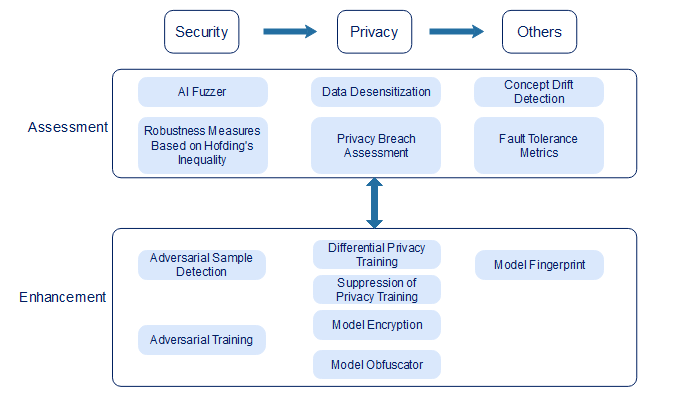 Security
Privacy
Others
Assessment
AI Fuzzer
Data Desensitization
Concept Drift
Detection
Robustness Measures
Based on Hofding's
Inequality
Privacy Breach
Assessment
Fault Tolerance
Metrics
Enhancement
Adversarial Sample
Detection
Differential Privacy
Training
Model Fingerprint
Suppression of
Privacy Training
Adversarial Training
Model Encryption
Model Obfuscator